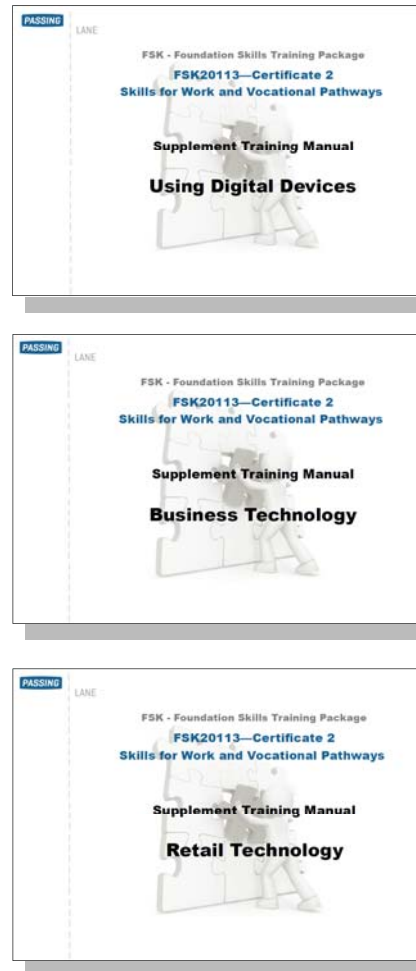 PASSING
LANE
FSK - Foundation Skills Training Package
FSK20113—Certificate 2
Skills for Work and Vocational Pathways
Supplement Training Manual
Using Digital Devices
PASSING
LANE
FSK - Foundation Skills Training Package
FSK20113—Certificate 2
Skills for Work and Vocational Pathways
Supplement Training Manual
Business Technology
PASSING
LANE
FSK - Foundation Skills Training Package
FSK20113—Certificate 2
Skills for Work and Vocational Pathways
Supplement Training Manual
Retail Technology